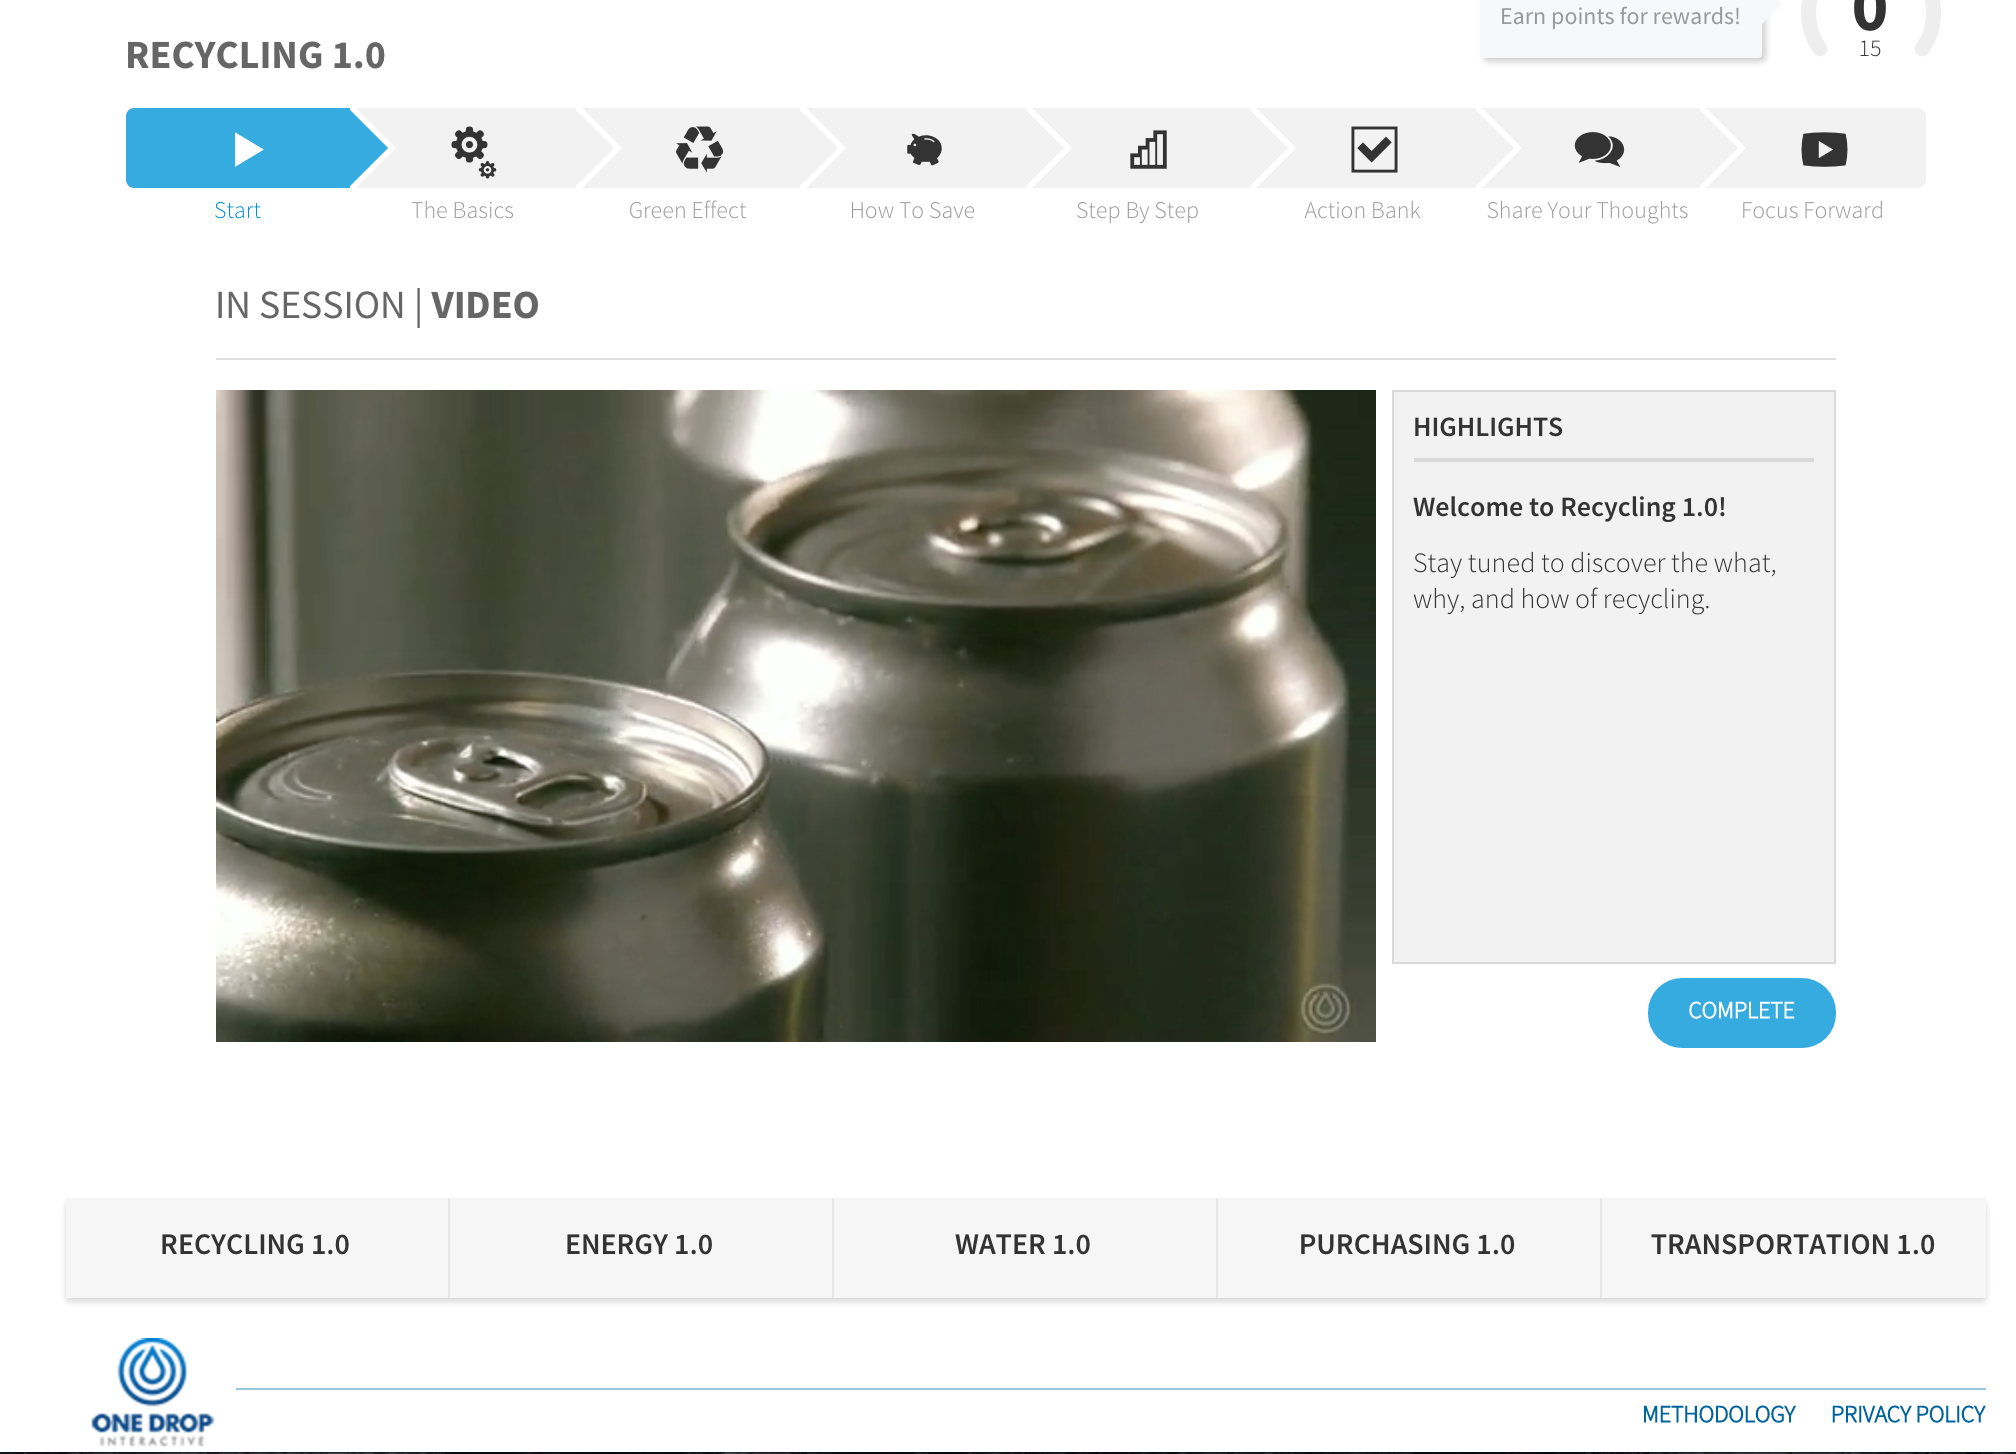 Earn points for rewards!
0
15
RECYCLING 1.0
Start
The Basics
Green Effect
How To Save
Step By Step
Action Bank
Share Your Thoughts
Focus Forward
IN SESSION | VIDEO
HIGHLIGHTS
Welcome to Recycling 1.0!
Stay tuned to discover the what,
why, and how of recycling.
COMPLETE
RECYCLING 1.0
ENERGY 1.0
WATER 1.0
PURCHASING 1.0
TRANSPORTATION 1.0
ONE DROP
INTERACTIVE
METHODOLOGY
PRIVACY POLICY